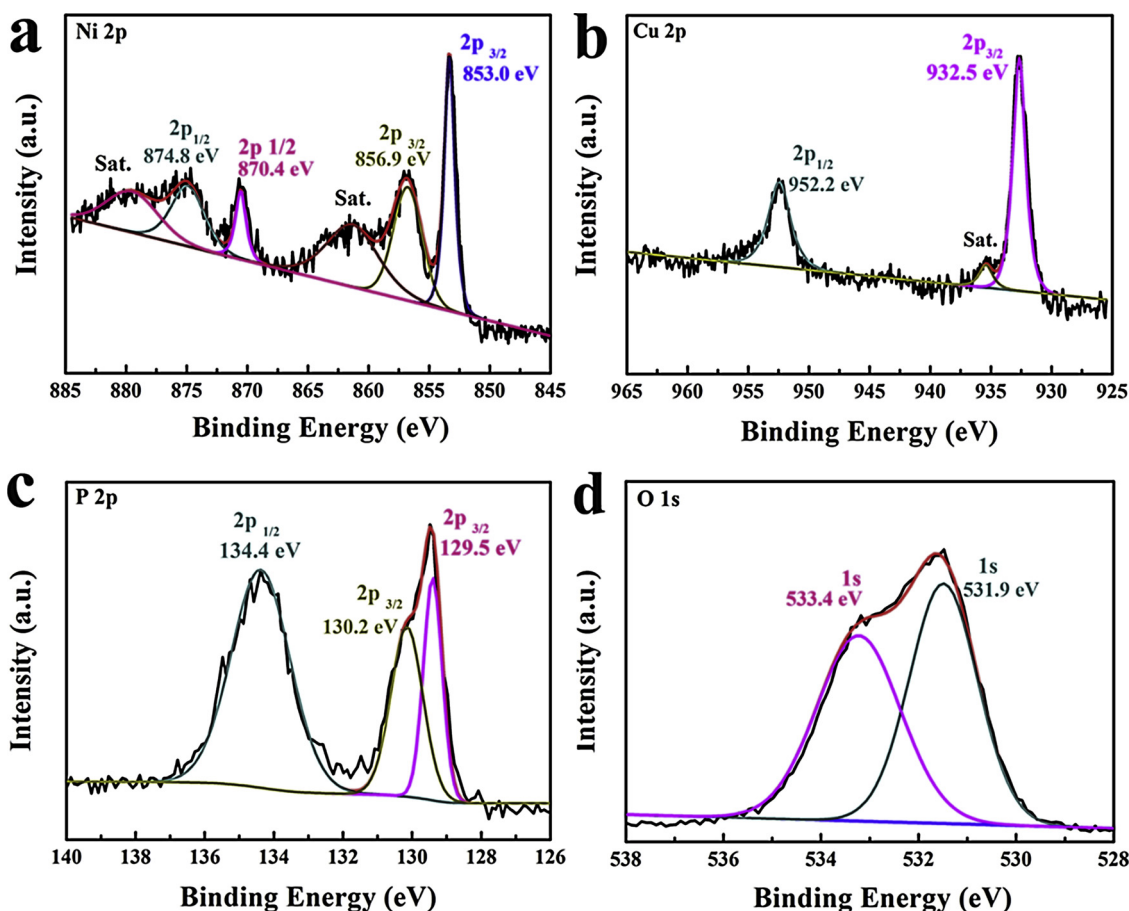 a
Ni 2p
2p 3/2
853.0 eV
2p1/2
874.8 eV
2p 1/2
870.4 eV
2p 3/2
856.9 eV
Sat.
Sat.
Intensity (a.u.)
885 880 875 870 865 860 855 850 845
Binding Energy (eV)
b
Cu 2p
2p3/2
932.5 eV
2p1/2
952.2 eV
Sat.
Intensity (a.u.)
965 960 955 950 945 940 935 930 925
Binding Energy (eV)
c
P 2p
2p 1/2
134.4 eV
2p 3/2
129.5 eV
2p 3/2
130.2 eV
Intensity (a.u.)
140 138 136 134 132 130 128 126
Binding Energy (eV)
d
O 1s
1s
533.4 eV
1s
531.9 eV
Intensity (a.u.)
538 536 534 532 530 528
Binding Energy (eV)